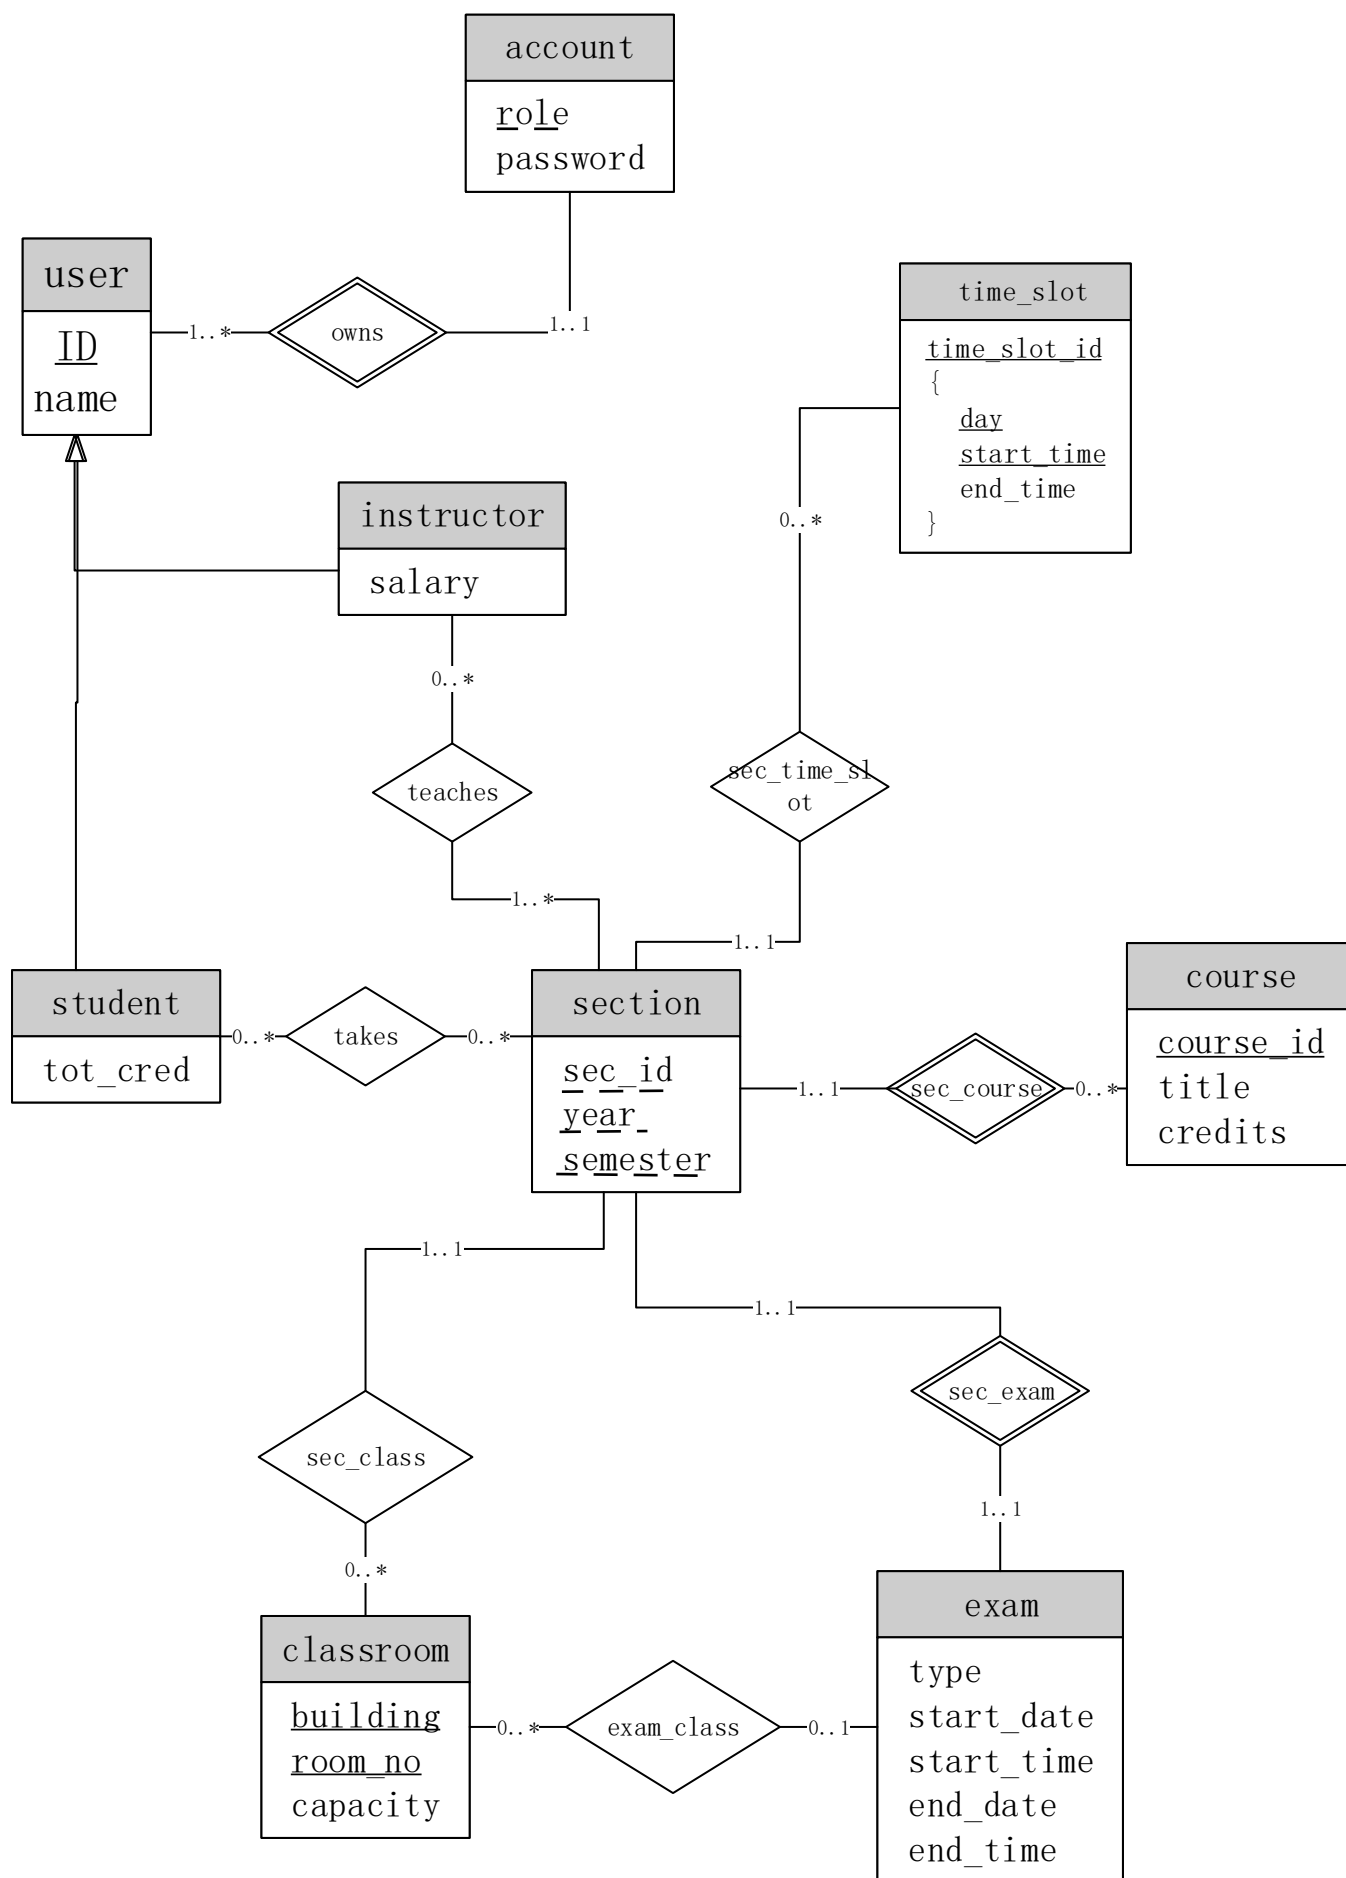 account
role
password
user
ID
name
1..*
owns
1..1
time_slot
time_slot_id
{
day
start_time
end_time
}
0..*
instructor
salary
0..*
teaches
1..*
sec_time_sl
ot
1..1
student
tot_cred
0..*
takes
0..*
section
sec_id
year
semester
1..1
sec_course
0..*
course
course_id
title
credits
1..1
sec_class
0..*
1..1
sec_exam
1..1
classroom
building
room_no
capacity
0..*
exam_class
0..1
exam
type
start_date
start_time
end_date
end_time